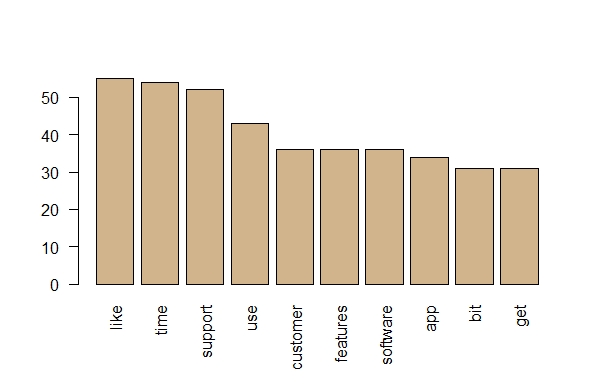 50
40
30
20
10
0
like
time
support
use
customer
features
software
app
bit
get